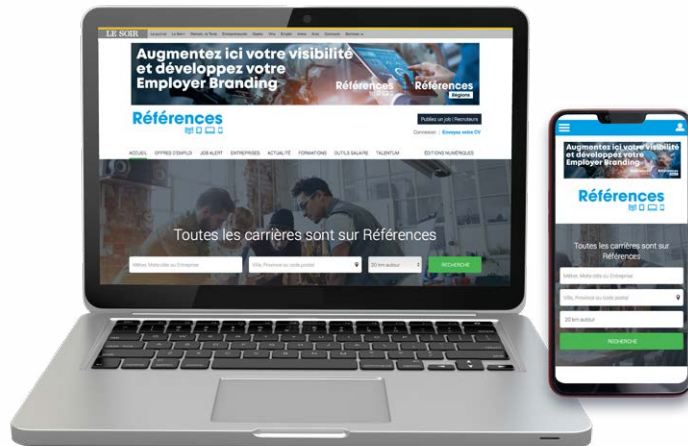 LE SOIR
Augmentez ici votre visibilité
et développez votre
Employer Branding
Références
Références
Régions
Références
Publiez un job | Recruteurs
Connexion | Envoyez votre CV
ACCUEIL OFFRES D'EMPLOI JOB ALERT ENTREPRISES ACTUALITÉ FORMATIONS OUTILS SALAIRE TALENTUM ÉDITIONS NUMÉRIQUES
Toutes les carrières sont sur Références
Métier, Mots-clés ou Entreprise
Ville, Province ou code postal
20 km autour
RECHERCHE
Augmentez ici votre visibilité
et développez votre
Employer Branding
Références
Toutes les carrières sont sur
Références
Métier, Mots-clés ou Entreprise
Ville, Province ou code postal
20 km autour
RECHERCHE